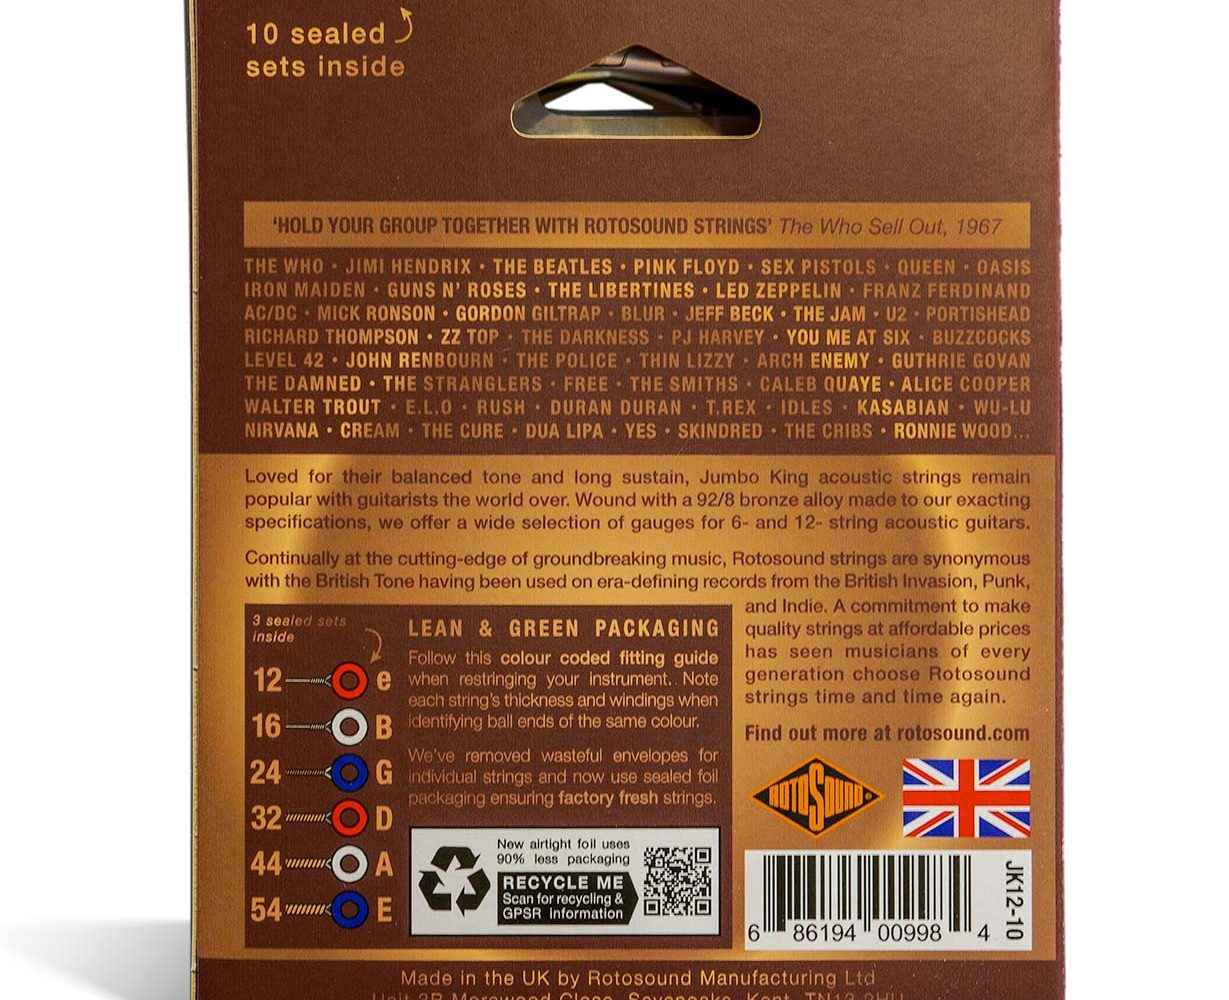 10 sealed
sets inside
‘HOLD YOUR GROUP TOGETHER WITH ROTOSOUND STRINGS’ The Who Sell Out, 1967
THE WHO • JIMI HENDRIX • THE BEATLES • PINK FLOYD • SEX PISTOLS • QUEEN • OASIS
IRON MAIDEN • GUNS N’ ROSES • THE LIBERTINES • LED ZEPPELIN • FRANZ FERDINAND
AC/DC • MICK RONSON • GORDON GILTRAP • BLUR • JEFF BECK • THE JAM • U2 • PORTISHEAD
RICHARD THOMPSON • ZZ TOP • THE DARKNESS • PJ HARVEY • YOU ME AT SIX • BUZZCOCKS
LEVEL 42 • JOHN RENBOURN • THE POLICE • THIN LIZZY • ARCH ENEMY • GUTHRIE GOVAN
THE DAMNED • THE STRANGLERS • FREE • THE SMITHS • CALEB QUAYE • ALICE COOPER
WALTER TROUT • E.L.O • RUSH • DURAN DURAN • T.REX • IDLES • KASABIAN • WU-LU
NIRVANA • CREAM • THE CURE • DUA LIPA • YES • SKINDRED • THE CRIBS • RONNIE WOOD...
Loved for their balanced tone and long sustain, Jumbo King acoustic strings remain
popular with guitarists the world over. Wound with a 92/8 bronze alloy made to our exacting
specifications, we offer a wide selection of gauges for 6- and 12- string acoustic guitars.
Continually at the cutting-edge of groundbreaking music, Rotosound strings are synonymous
with the British Tone having been used on era-defining records from the British Invasion, Punk,
and Indie. A commitment to make
quality strings at affordable prices
has seen musicians of every
generation choose Rotosound
strings time and time again.
Find out more at rotosound.com
3 sealed sets
inside
12 e
16 B
24 G
32 D
44 A
54 E
LEAN & GREEN PACKAGING
Follow this colour coded fitting guide
when restringing your instrument. Note
each string’s thickness and windings when
identifying ball ends of the same colour.
We’ve removed wasteful envelopes for
individual strings and now use sealed foil
packaging ensuring factory fresh strings.
New airtight foil uses
90% less packaging
RECYCLE ME
Scan for recycling &
GPSR information
ROTOSOUND®
6 86194 00998 4
JK12-10
Made in the UK by Rotosound Manufacturing Ltd
Unit 3B Morewood Close, Sevenoaks, Kent, TN13 2HU